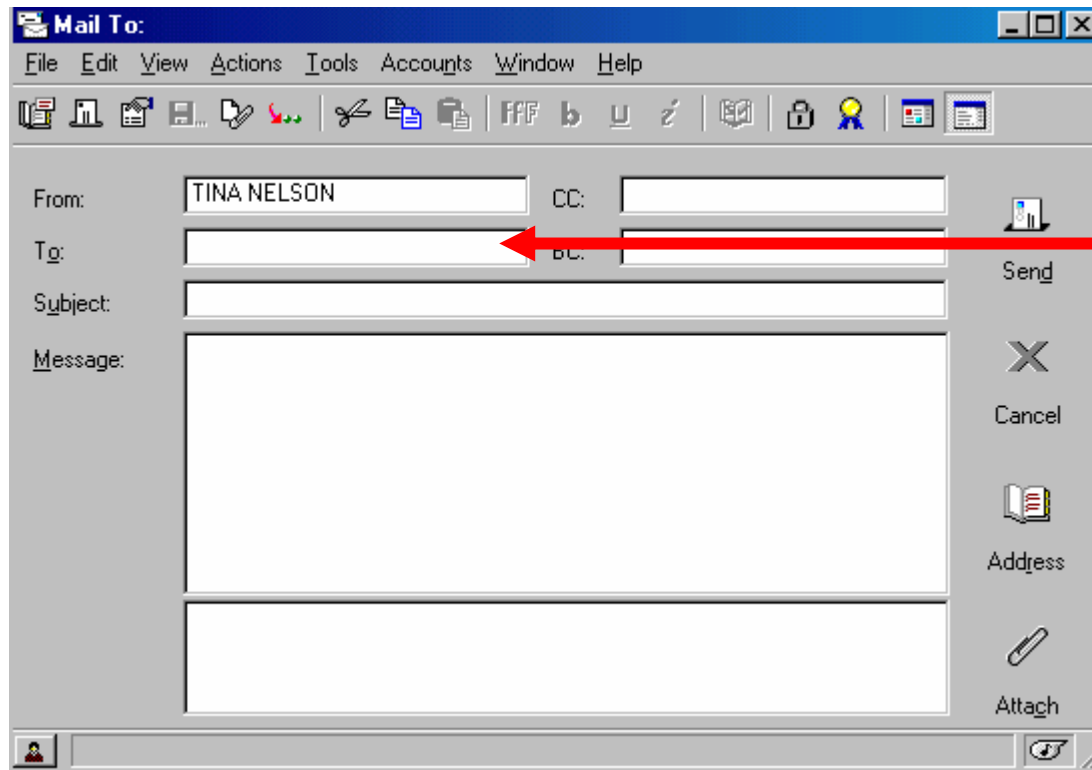 Mail To:
File Edit View Actions Tools Accounts Window Help
From: TINA NELSON CC:
To: BC:
Send
Subject:
Message:
Cancel
Address
Attach